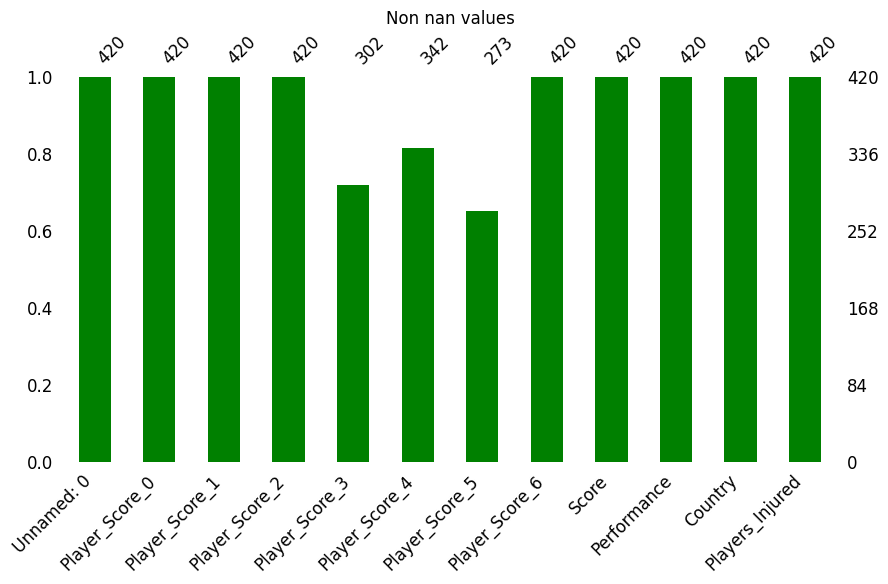 Non nan values
420 420 420 420 302 342 273 420 420 420 420 420
1.0 420
0.8 336
0.6 252
0.4 168
0.2 84
0.0 0
Unnamed: 0 Player_Score_0 Player_Score_1 Player_Score_2 Player_Score_3 Player_Score_4 Player_Score_5 Player_Score_6 Score Performance Country Players_Injured